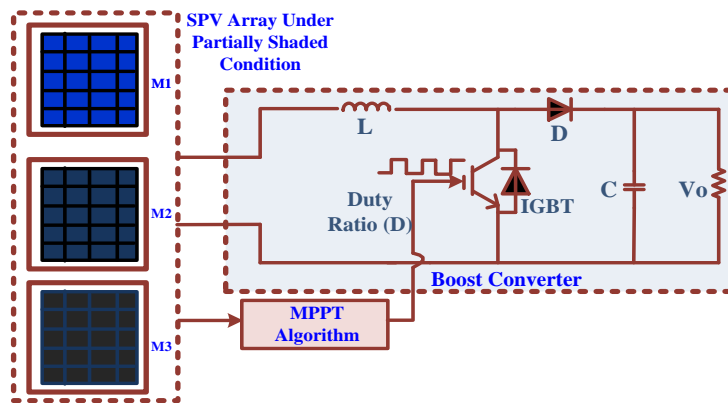 SPV Array Under
Partially Shaded
Condition
M1
M2
M3
L
D
Duty
Ratio (D)
IGBT
C
Vo
Boost Converter
MPPT
Algorithm